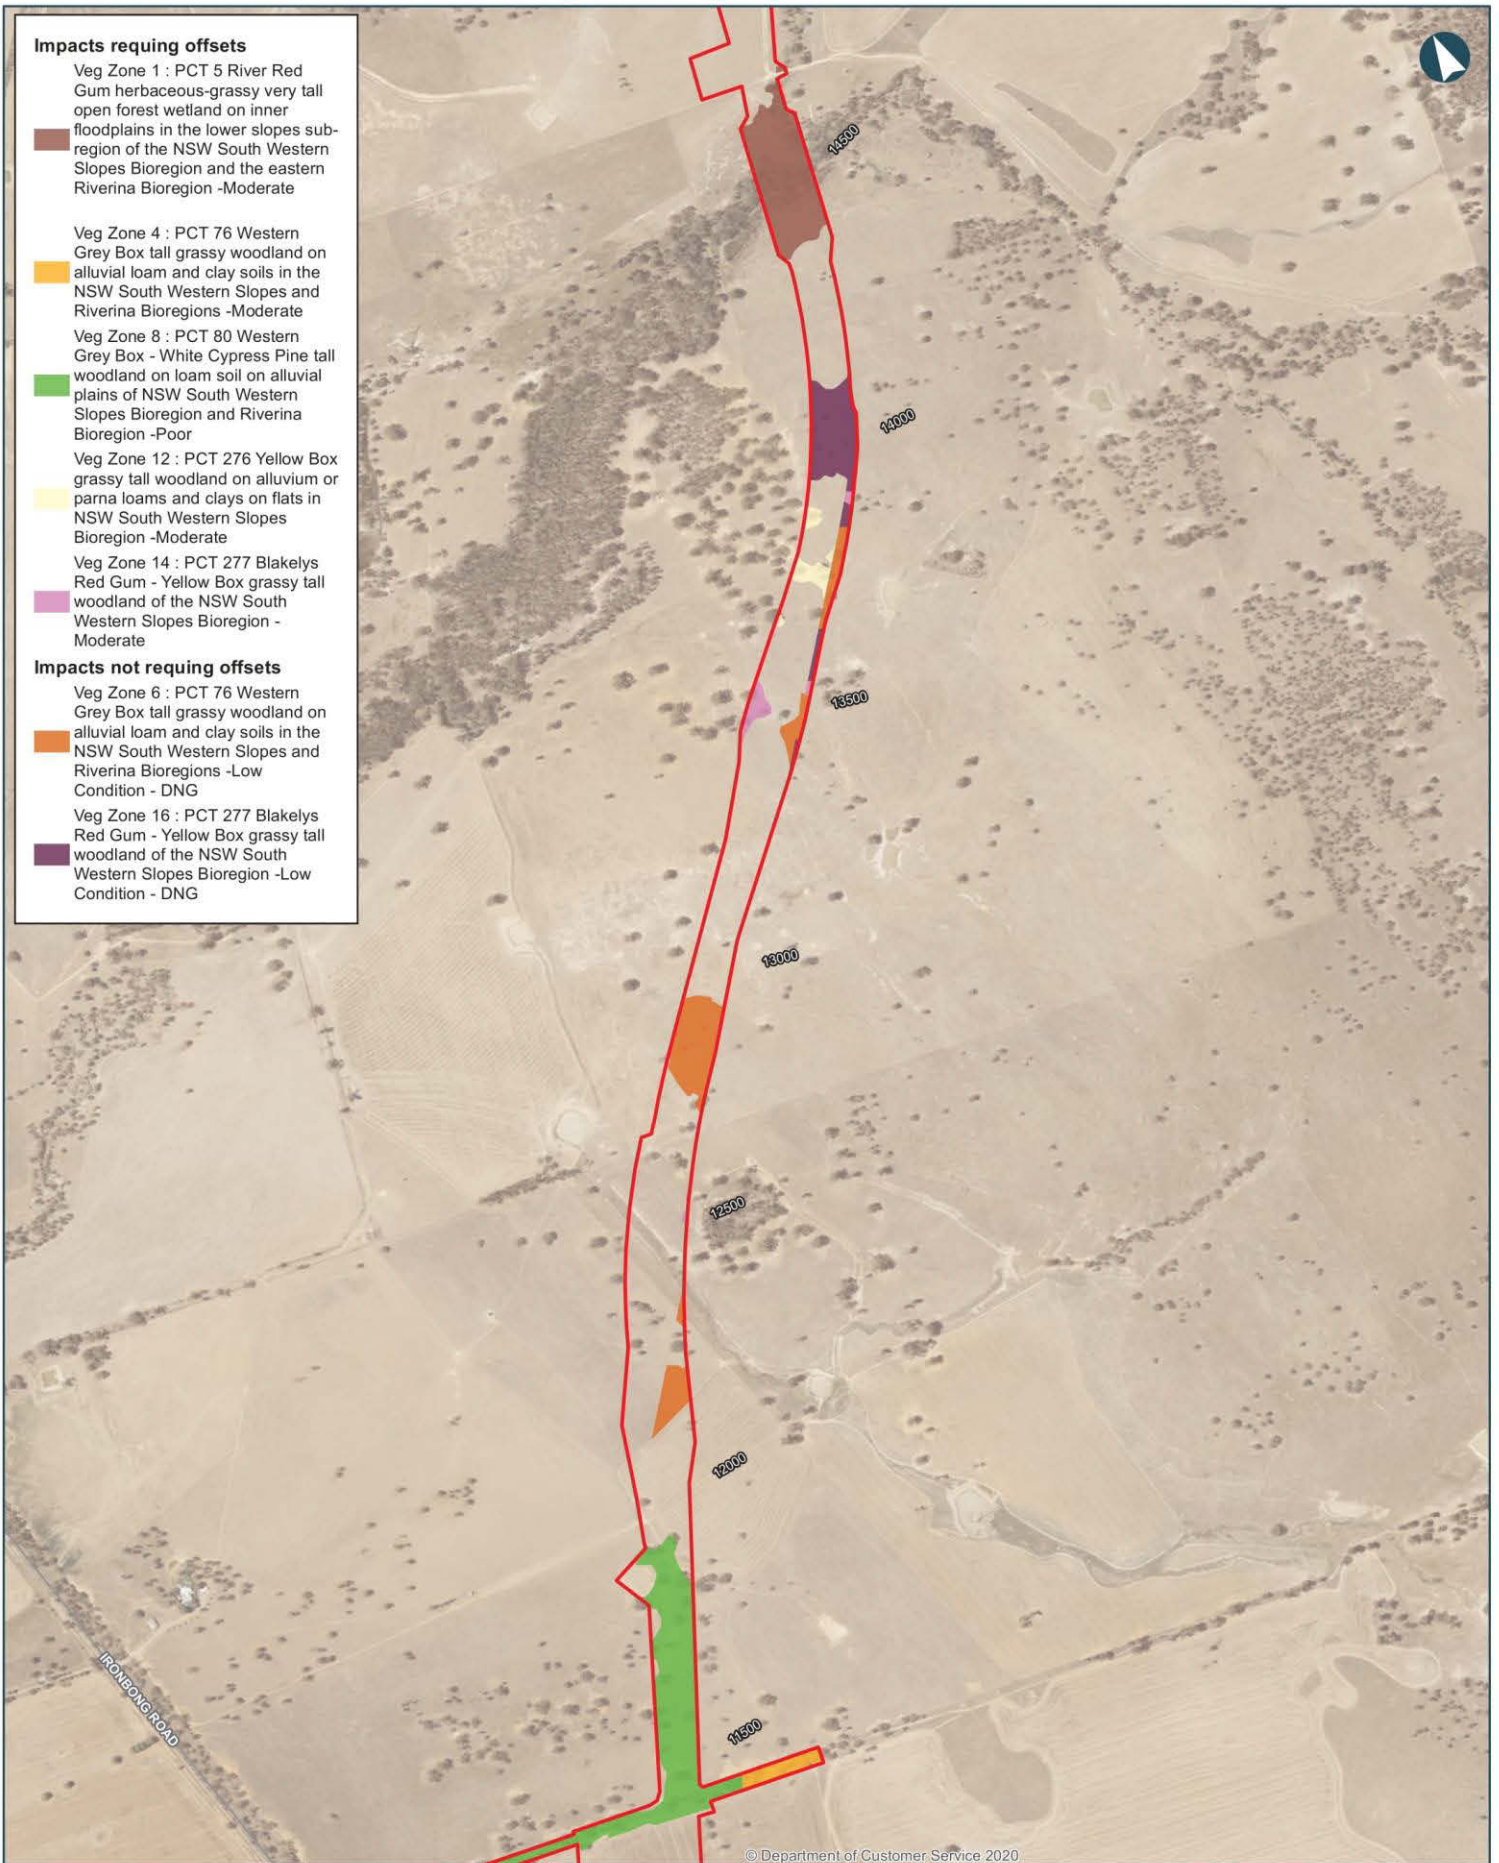 Impacts requing offsets
Veg Zone 1 : PCT 5 River Red
Gum herbaceous-grassy very tall
open forest wetland on inner
floodplains in the lower slopes sub-
region of the NSW South Western
Slopes Bioregion and the eastern
Riverina Bioregion -Moderate
Veg Zone 4 : PCT 76 Western
Grey Box tall grassy woodland on
alluvial loam and clay soils in the
NSW South Western Slopes and
Riverina Bioregions -Moderate
Veg Zone 8 : PCT 80 Western
Grey Box - White Cypress Pine tall
woodland on loam soil on alluvial
plains of NSW South Western
Slopes Bioregion and Riverina
Bioregion -Poor
Veg Zone 12 : PCT 276 Yellow Box
grassy tall woodland on alluvium or
parna loams and clays on flats in
NSW South Western Slopes
Bioregion -Moderate
Veg Zone 14 : PCT 277 Blakelys
Red Gum - Yellow Box grassy tall
woodland of the NSW South
Western Slopes Bioregion -
Moderate
Impacts not requing offsets
Veg Zone 6 : PCT 76 Western
Grey Box tall grassy woodland on
alluvial loam and clay soils in the
NSW South Western Slopes and
Riverina Bioregions -Low
Condition - DNG
Veg Zone 16 : PCT 277 Blakelys
Red Gum - Yellow Box grassy tall
woodland of the NSW South
Western Slopes Bioregion -Low
Condition - DNG
14500
14000
13500
13000
12500
12000
11500
IRONBONG ROAD
© Department of Customer Service 2020